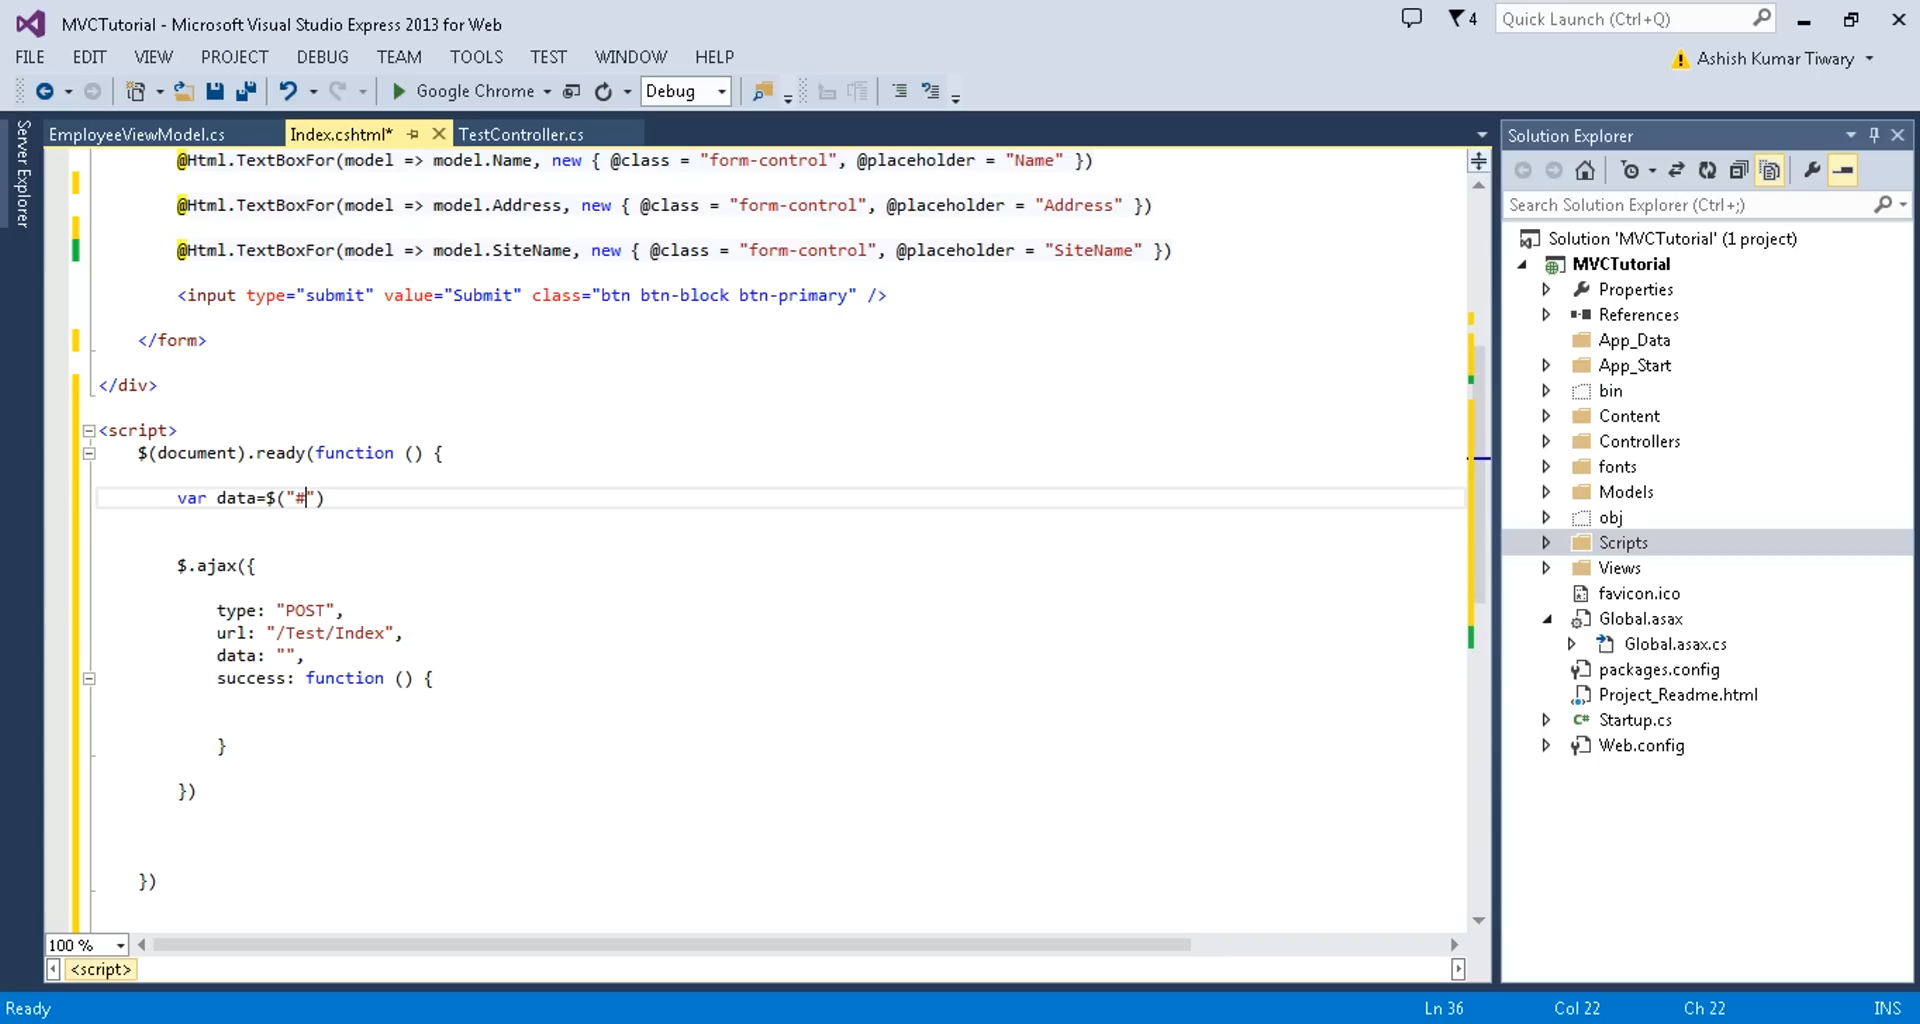 MVCTutorial - Microsoft Visual Studio Express 2013 for Web
4
Quick Launch (Ctrl+Q)
FILE EDIT VIEW PROJECT DEBUG TEAM TOOLS TEST WINDOW HELP
Ashish Kumar Tiwary
Google Chrome
Debug
Server Explorer
EmployeeViewModel.cs
Index.cshtml*
TestController.cs
@Html.TextBoxFor(model => model.Name, new { @class = "form-control", @placeholder = "Name" })
@Html.TextBoxFor(model => model.Address, new { @class = "form-control", @placeholder = "Address" })
@Html.TextBoxFor(model => model.SiteName, new { @class = "form-control", @placeholder = "SiteName" })
<input type="submit" value="Submit" class="btn btn-block btn-primary" />
</form>
</div>
<script>
$(document).ready(function () {
var data=$("#")
$.ajax({
type: "POST",
url: "/Test/Index",
data: "",
success: function () {
}
})
})
100 %
<script>
Solution Explorer
Search Solution Explorer (Ctrl+;)
Solution 'MVCTutorial' (1 project)
MVCTutorial
Properties
References
App_Data
App_Start
bin
Content
Controllers
fonts
Models
obj
Scripts
Views
favicon.ico
Global.asax
Global.asax.cs
packages.config
Project_Readme.html
C# Startup.cs
Web.config
Ready
Ln 36
Col 22
Ch 22
INS